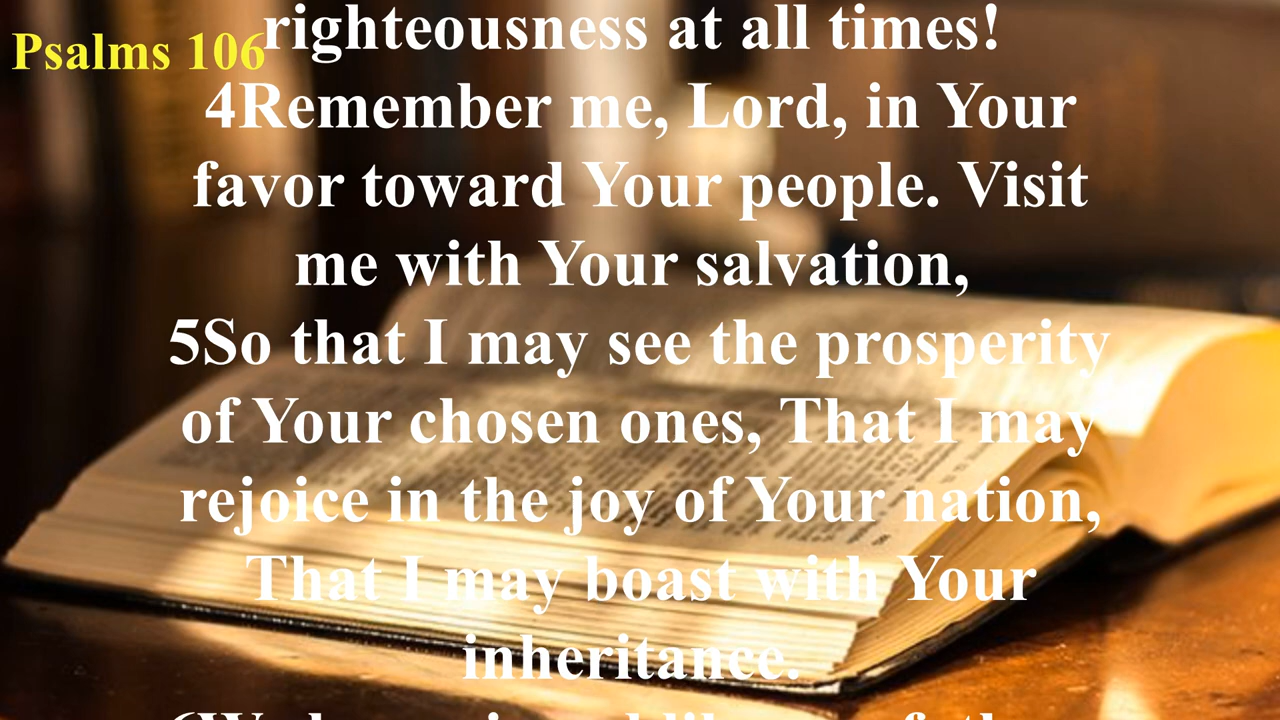 Psalms 106
righteousness at all times!
4Remember me, Lord, in Your
favor toward Your people. Visit
me with Your salvation,
5So that I may see the prosperity
of Your chosen ones, That I may
rejoice in the joy of Your nation,
That I may boast with Your
inheritance.